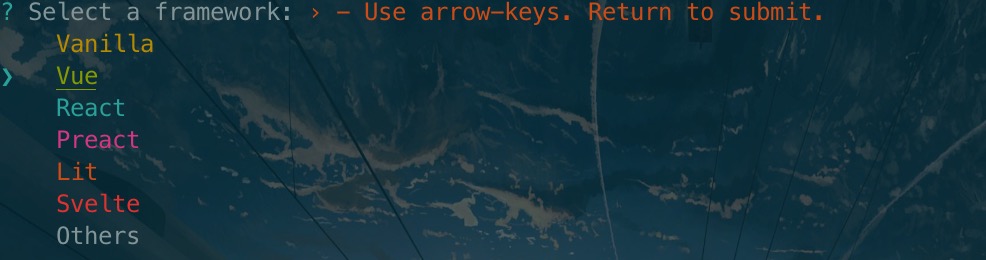 ? Select a framework: › - Use arrow-keys. Return to submit.
Vanilla
❯ Vue
React
Preact
Lit
Svelte
Others